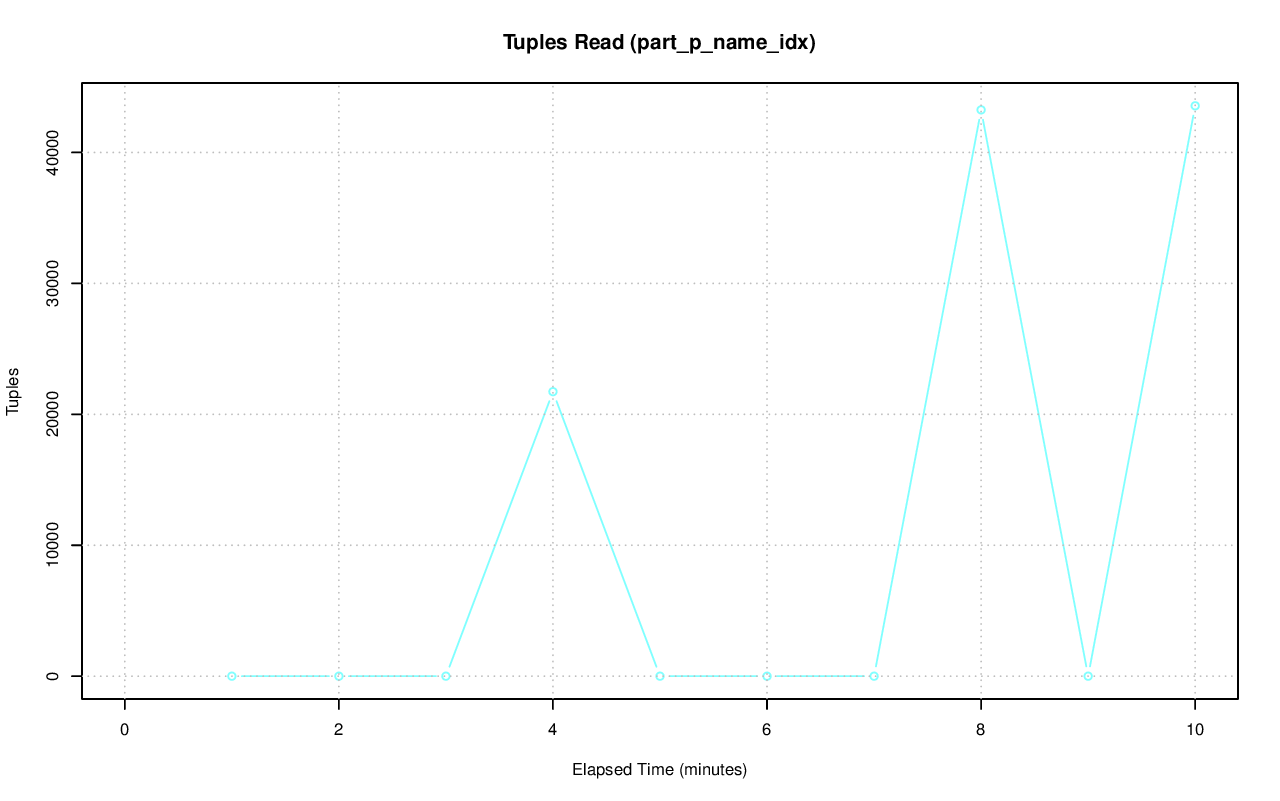 Tuples Read (part_p_name_idx)
Tuples
40000
30000
20000
10000
0
0 2 4 6 8 10
Elapsed Time (minutes)